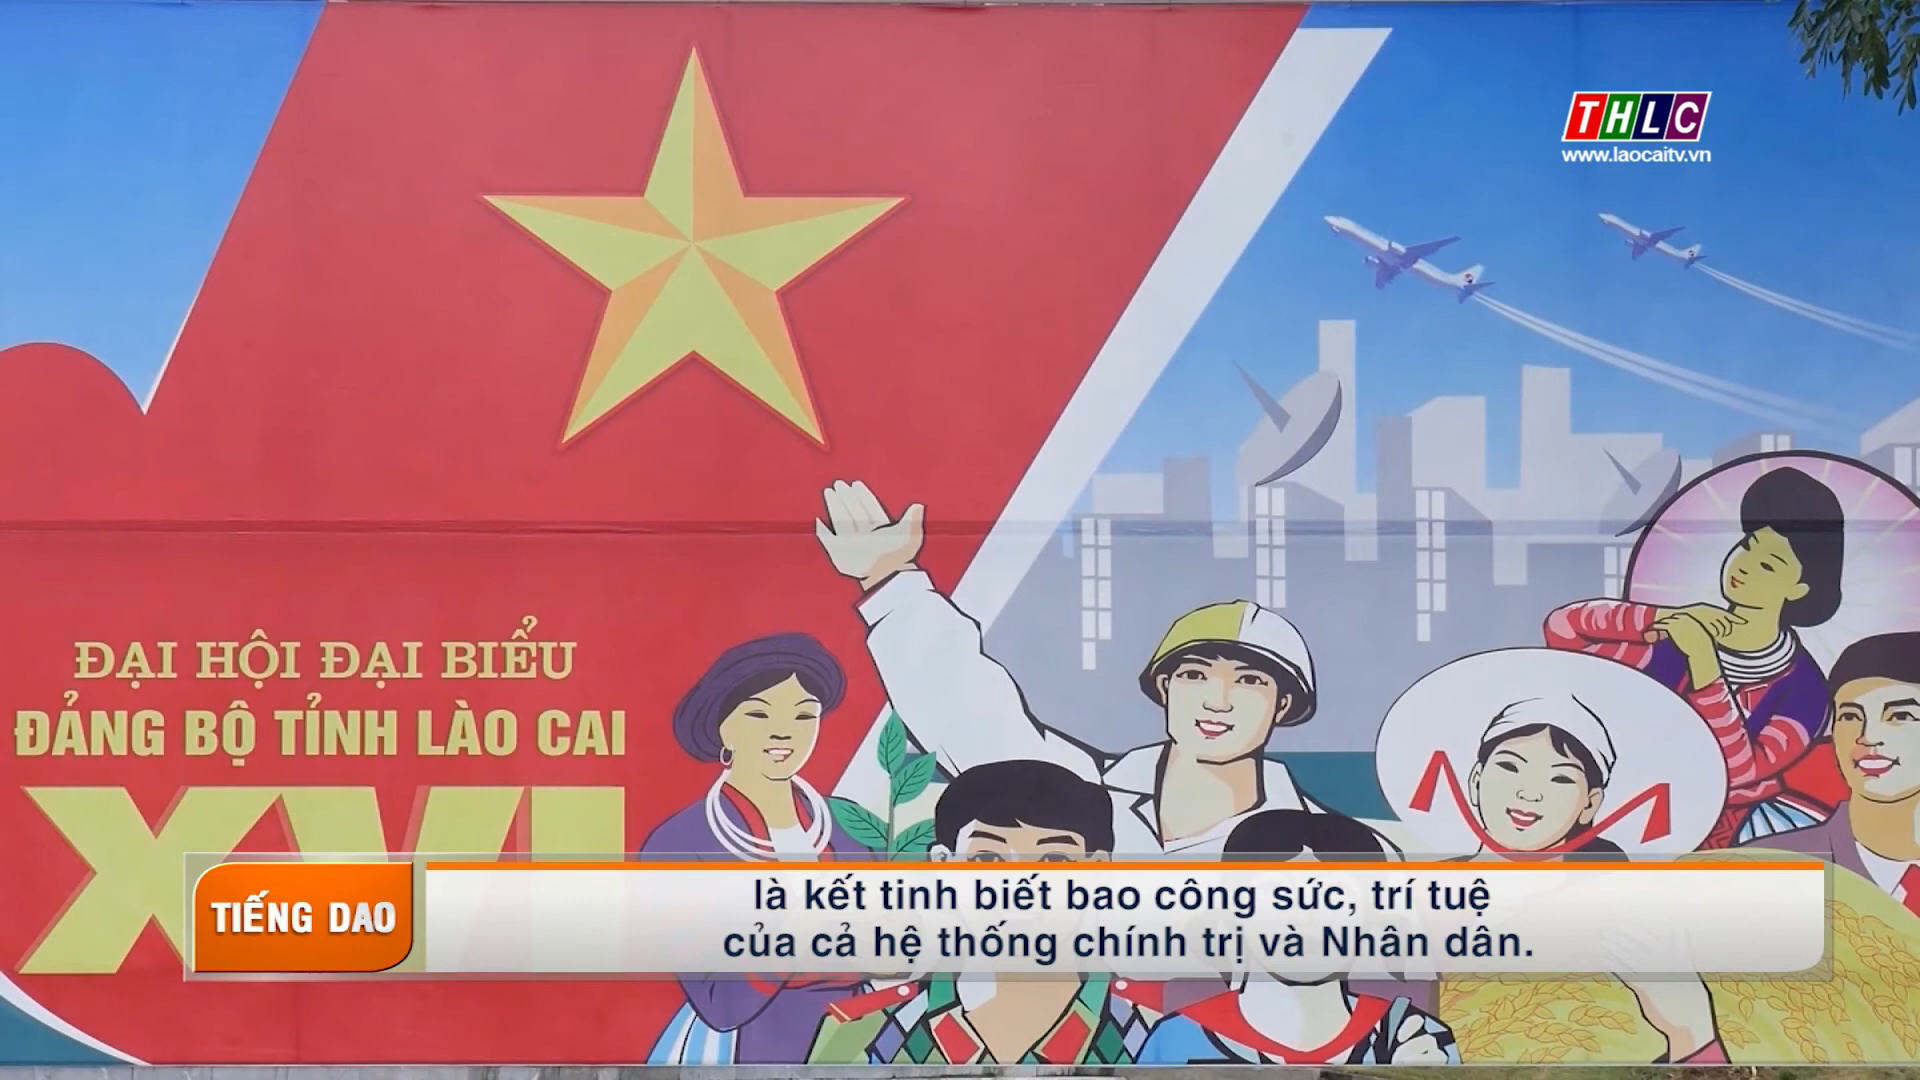 THLC
www.laocaitv.vn
ĐẠI HỘI ĐẠI BIỂU
ĐẢNG BỘ TỈNH LÀO CAI
XVI
TIẾNG DAO
là kết tinh biết bao công sức, trí tuệ
của cả hệ thống chính trị và Nhân dân.